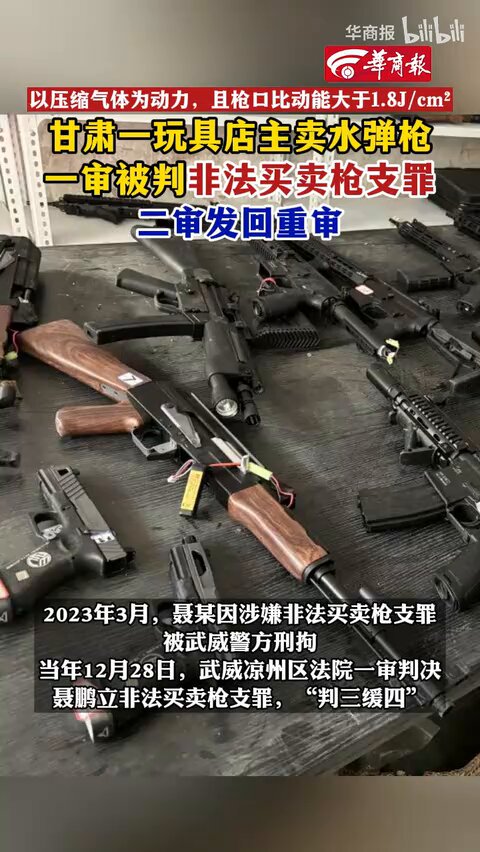 华商报 bilibili
華商報
以压缩气体为动力，且枪口比动能大于1.8J/cm²
甘肃一玩具店主卖水弹枪
一审被判非法买卖枪支罪
二审发回重审
7
2023年3月，聂某因涉嫌非法买卖枪支罪
被武威警方刑拘
当年12月28日，武威凉州区法院一审判决
聂鹏立非法买卖枪支罪，“判三缓四”